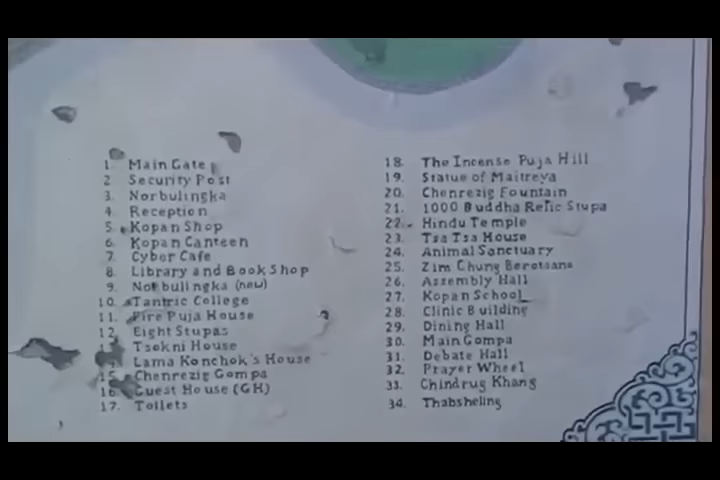 1. Main Gate
2 Security Post
3. Norbulingka
4. Reception
5. Kopan Shop
6. Kopan Canteen
7. Cyber Cafe
8. Library and Book Shop
9. Norbulingka (new)
10. Tantric College
11. Fire Puja House
12. Eight Stupas
13. Tsokni House
14. Lama Konchok's House
15. Chenrezig Gompa
16. Guest House (GH)
17. Toilets
18. The Incense Puja Hill
19. Statue of Maitreya
20. Chenrezig Fountain
21. 1000 Buddha Relic Stupa
22. Hindu Temple
23. Tsa Tsa House
24. Animal Sanctuary
25. Zim Chung Berotsana
26. Assembly Hall
27. Kopan School
28. Clinic Building
29. Dining Hall
30. Main Gompa
31. Debate Hall
32. Prayer Wheel
33. Chindrug Khang
34. Thabsheling